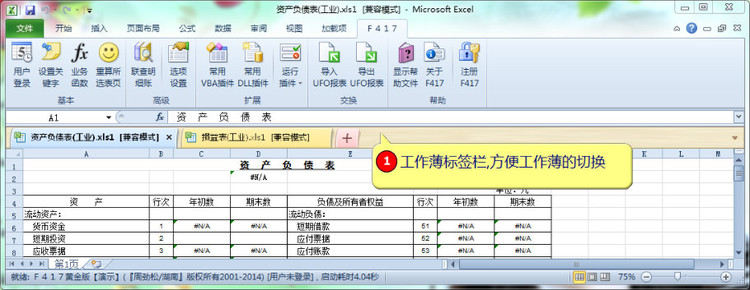 资产负债表(工业).xls1 [兼容模式] - Microsoft Excel
文件 开始 插入 页面布局 公式 数据 审阅 视图 加载项 F417
用户登录 设置关键字 业务函数 重算所选表页 联查明细账 选项设置 常用VBA插件 常用DLL插件 运行插件 导入UFO报表 导出UFO报表 显示帮助文件 关于F417 注册F417
基本 高级 扩展 交换 帮助
A1 fx 资 产 负 债 表
资产负债表(工业).xls1 [兼容模式] × 损益表(工业).xls1 [兼容模式] +
1 工作薄标签栏,方便工作薄的切换
A B C D E K L M
1 资 产 负 债 表
2 #N/A
3 单位：元
4 资 产 行次 年初数 期末数 负债及所有者权益 行次 年初数 期末数
5 流动资产： 流动负债：
6 货币资金 1 #N/A #N/A 短期借款 51 #N/A #N/A
7 短期投资 2 应付票据 52 #N/A #N/A
8 应收票据 3 #N/A #N/A 应付账款 53 #N/A #N/A
第1页
就绪: F417黄金版【演示】(『周劲松/湖南』版权所有2001-2014) [用户未登录] , 启动耗时4.04秒 75%